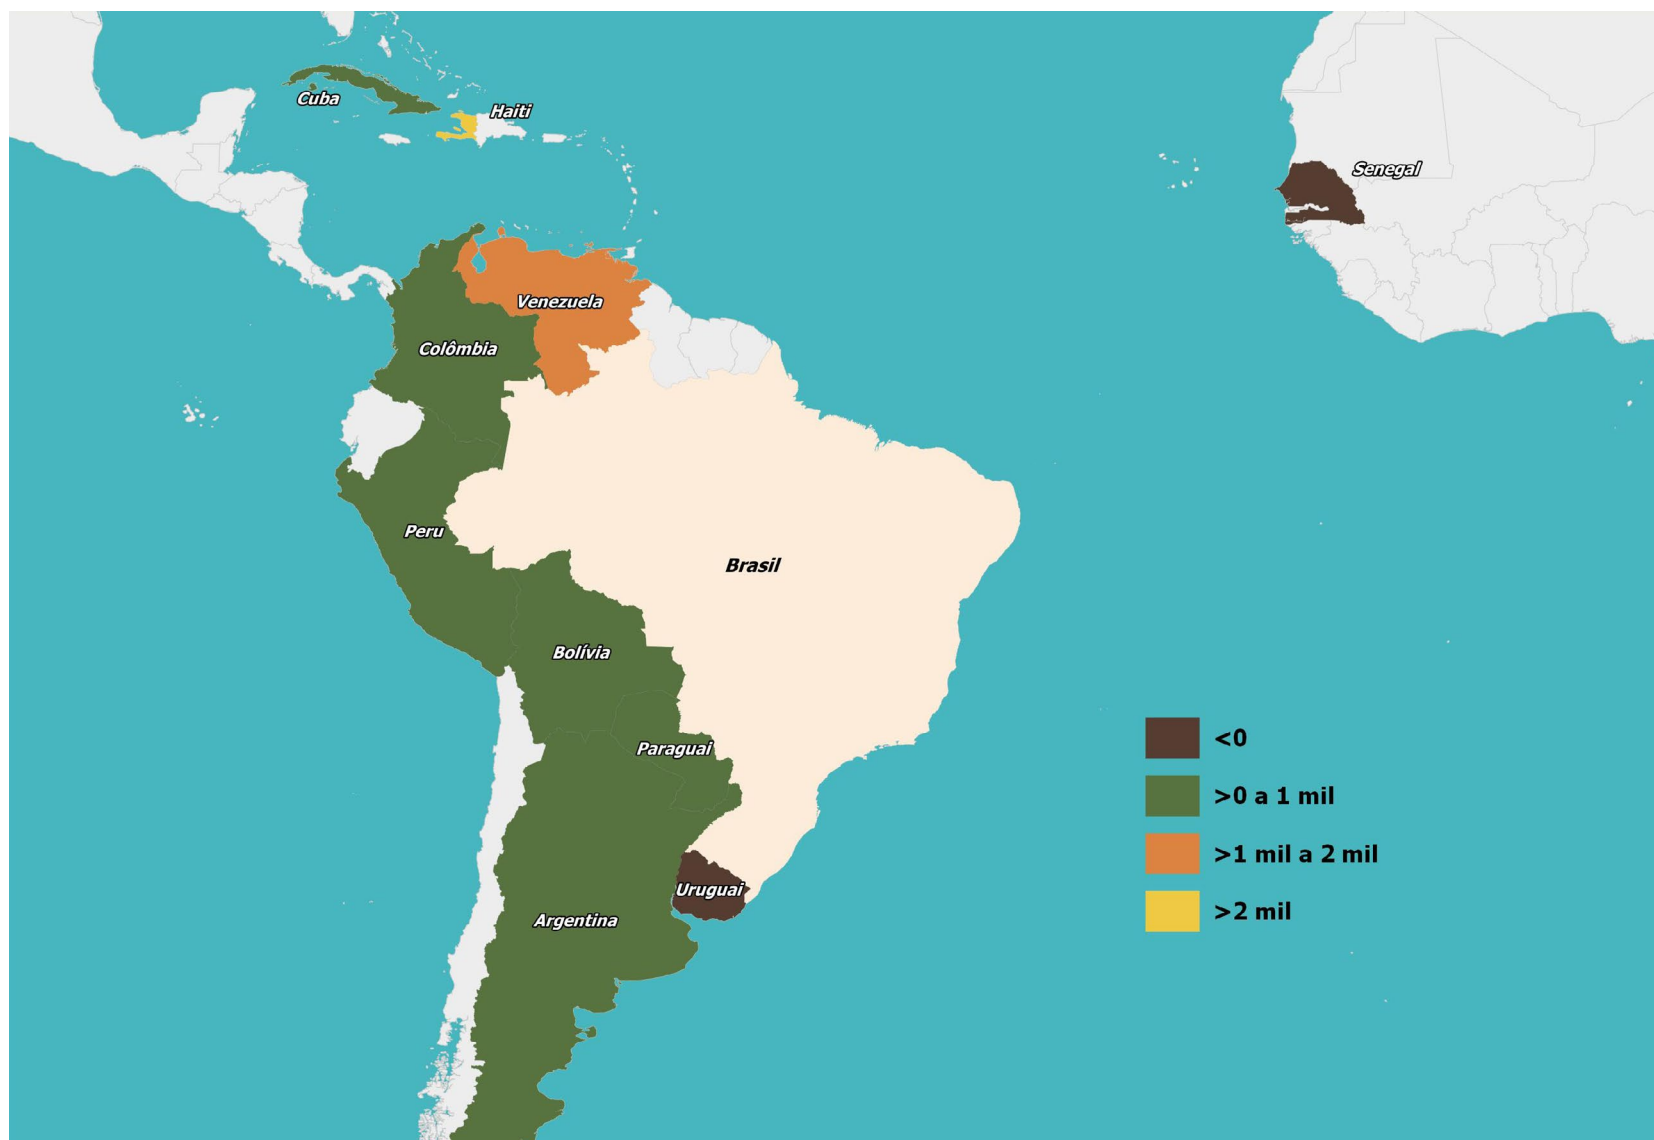 Cuba
Haiti
Senegal
Venezuela
Colômbia
Peru
Brasil
Bolívia
Paraguai
Uruguai
Argentina
<0
>0 a 1 mil
>1 mil a 2 mil
>2 mil